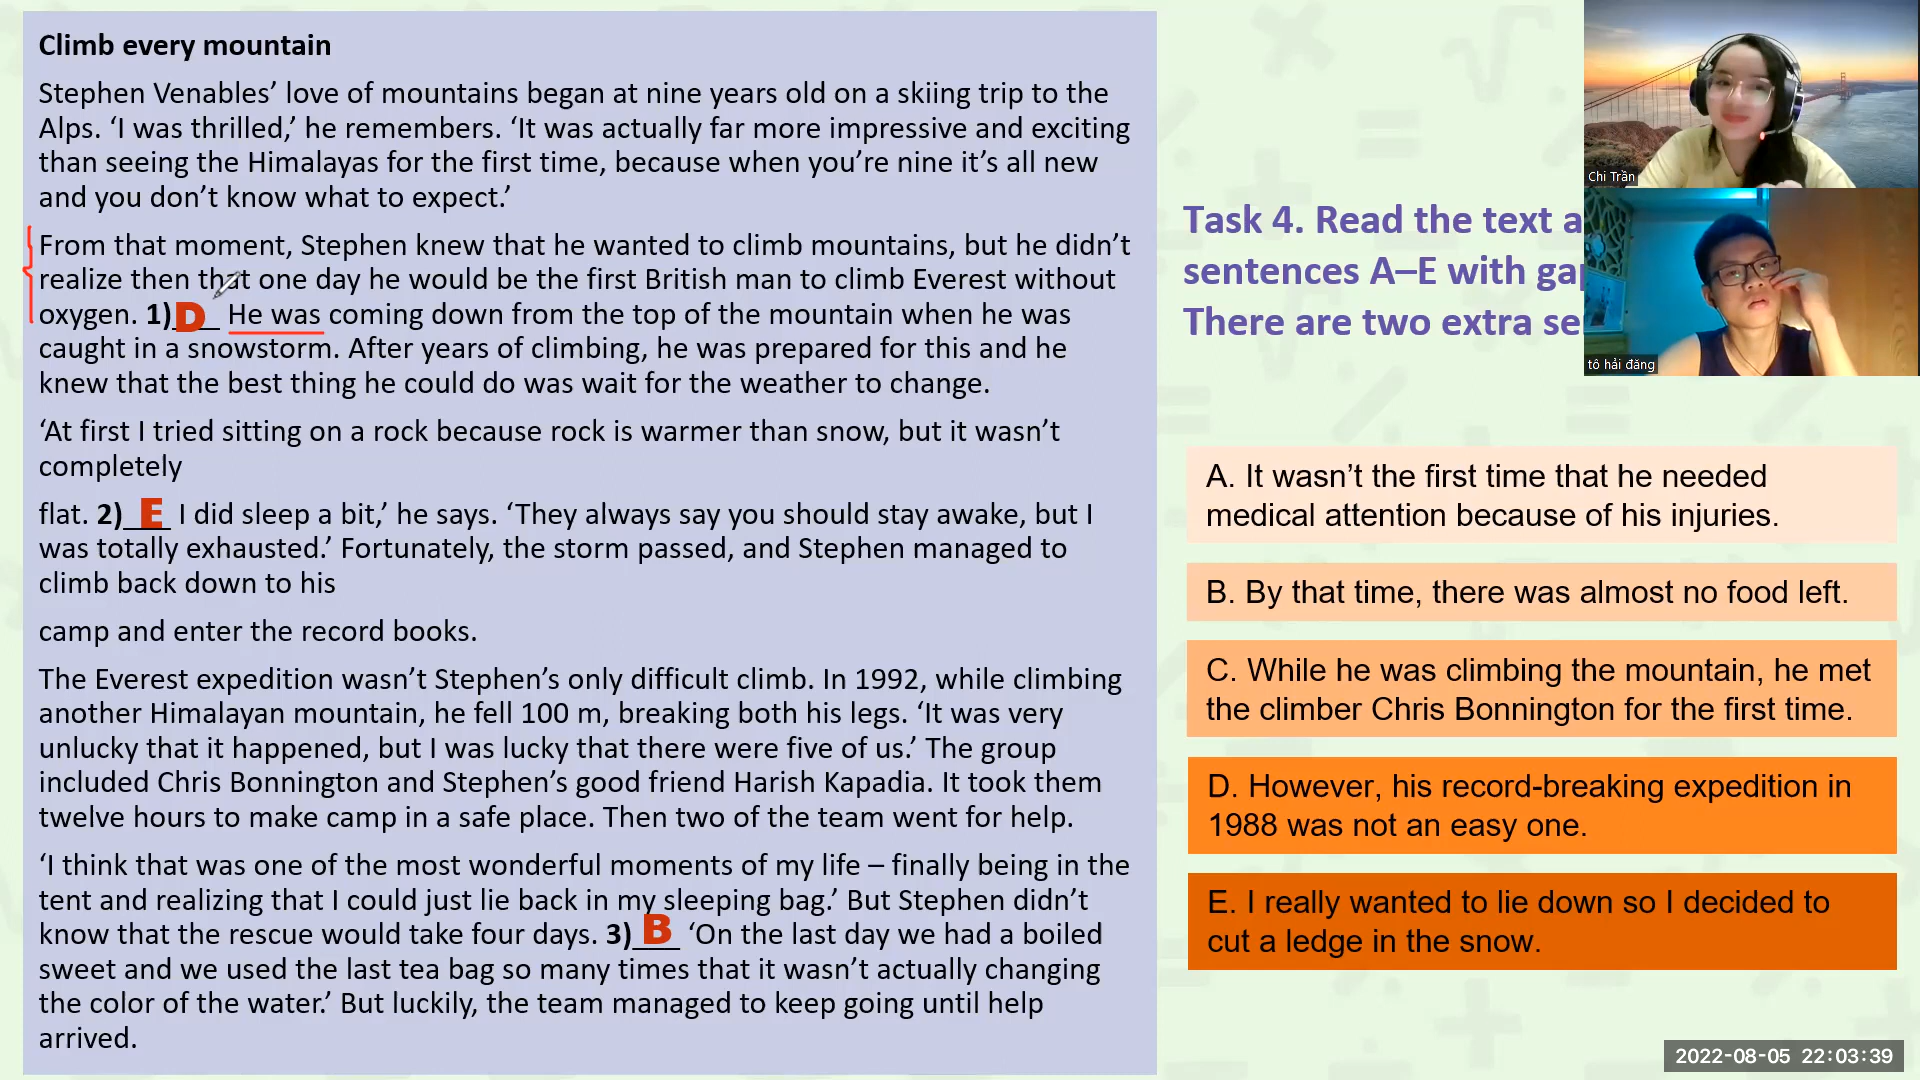 Climb every mountain
Stephen Venables’ love of mountains began at nine years old on a skiing trip to the
Alps. ‘I was thrilled,’ he remembers. ‘It was actually far more impressive and exciting
than seeing the Himalayas for the first time, because when you’re nine it’s all new
and you don’t know what to expect.’
From that moment, Stephen knew that he wanted to climb mountains, but he didn’t
realize then that one day he would be the first British man to climb Everest without
oxygen. 1)_D_ He was coming down from the top of the mountain when he was
caught in a snowstorm. After years of climbing, he was prepared for this and he
knew that the best thing he could do was wait for the weather to change.
‘At first I tried sitting on a rock because rock is warmer than snow, but it wasn’t
completely
flat. 2)_E_ I did sleep a bit,’ he says. ‘They always say you should stay awake, but I
was totally exhausted.’ Fortunately, the storm passed, and Stephen managed to
climb back down to his
camp and enter the record books.
The Everest expedition wasn’t Stephen’s only difficult climb. In 1992, while climbing
another Himalayan mountain, he fell 100 m, breaking both his legs. ‘It was very
unlucky that it happened, but I was lucky that there were five of us.’ The group
included Chris Bonnington and Stephen’s good friend Harish Kapadia. It took them
twelve hours to make camp in a safe place. Then two of the team went for help.
‘I think that was one of the most wonderful moments of my life – finally being in the
tent and realizing that I could just lie back in my sleeping bag.’ But Stephen didn’t
know that the rescue would take four days. 3)_B_ ‘On the last day we had a boiled
sweet and we used the last tea bag so many times that it wasn’t actually changing
the color of the water.’ But luckily, the team managed to keep going until help
arrived.
Task 4. Read the text a
sentences A–E with ga
There are two extra se
Chi Trần
tô hải đăng
A. It wasn’t the first time that he needed
medical attention because of his injuries.
B. By that time, there was almost no food left.
C. While he was climbing the mountain, he met
the climber Chris Bonnington for the first time.
D. However, his record-breaking expedition in
1988 was not an easy one.
E. I really wanted to lie down so I decided to
cut a ledge in the snow.
2022-08-05 22:03:39